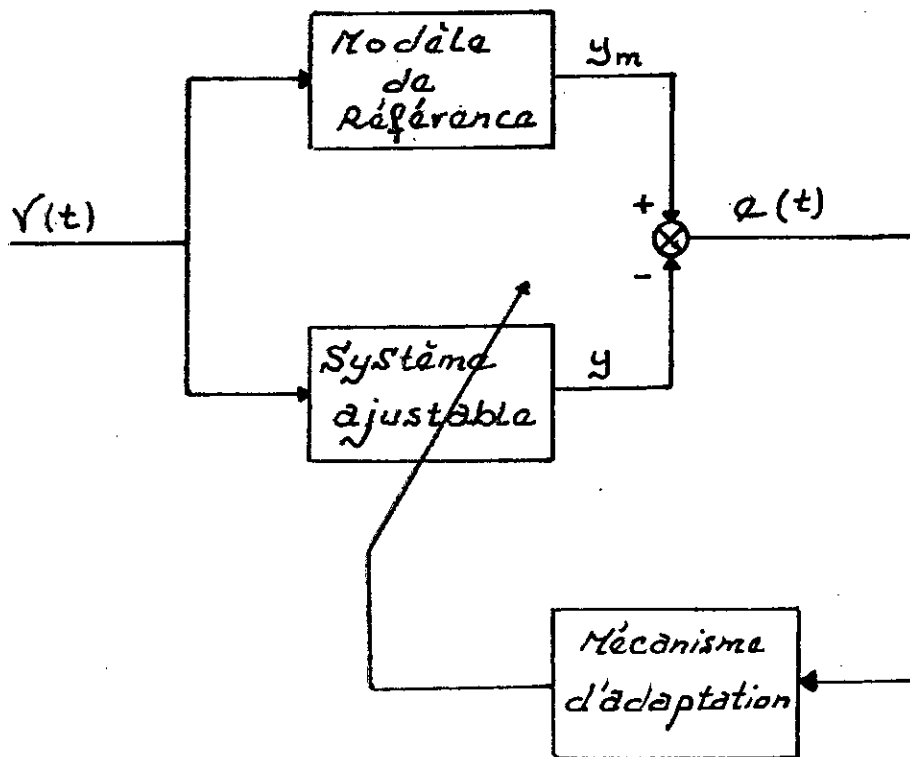 Modèle
de
Référence
ym
r(t)
+
e(t)
-
Système
ajustable
y
Mécanisme
d'adaptation